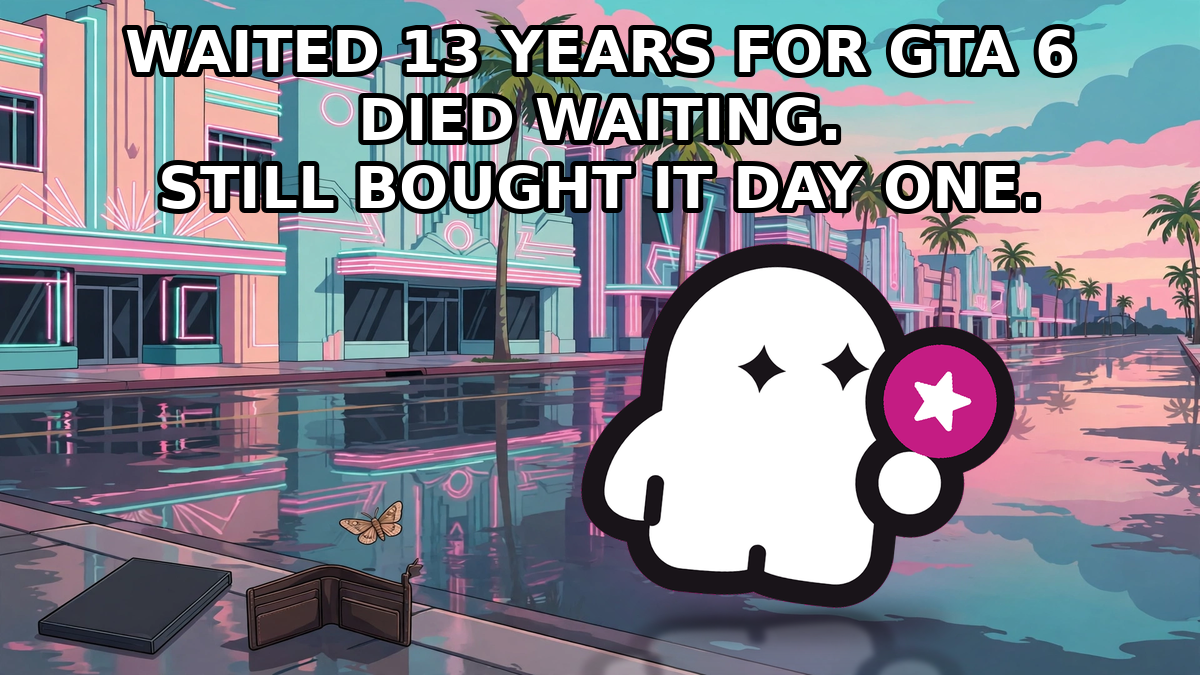 WAITED 13 YEARS FOR GTA 6
DIED WAITING.
STILL BOUGHT IT DAY ONE.